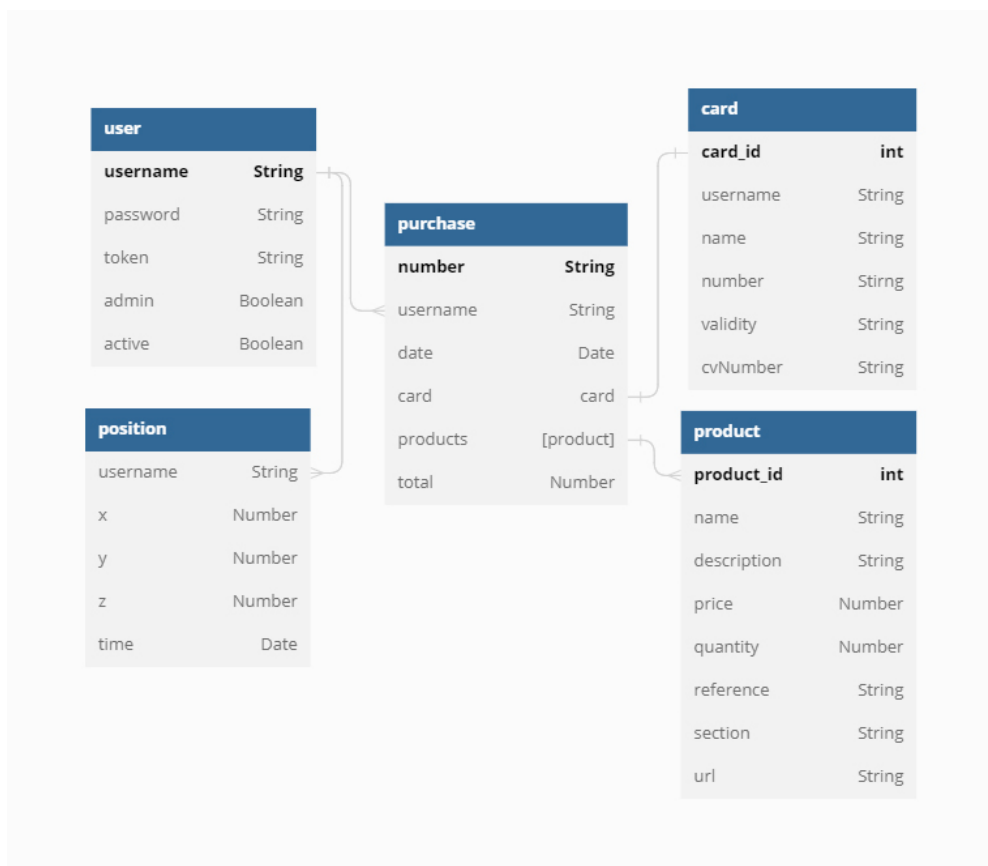 user
username String
password String
token String
admin Boolean
active Boolean
position
username String
x Number
y Number
z Number
time Date
purchase
number String
username String
date Date
card card
products [product]
total Number
card
card_id int
username String
name String
number Stirng
validity String
cvNumber String
product
product_id int
name String
description String
price Number
quantity Number
reference String
section String
url String